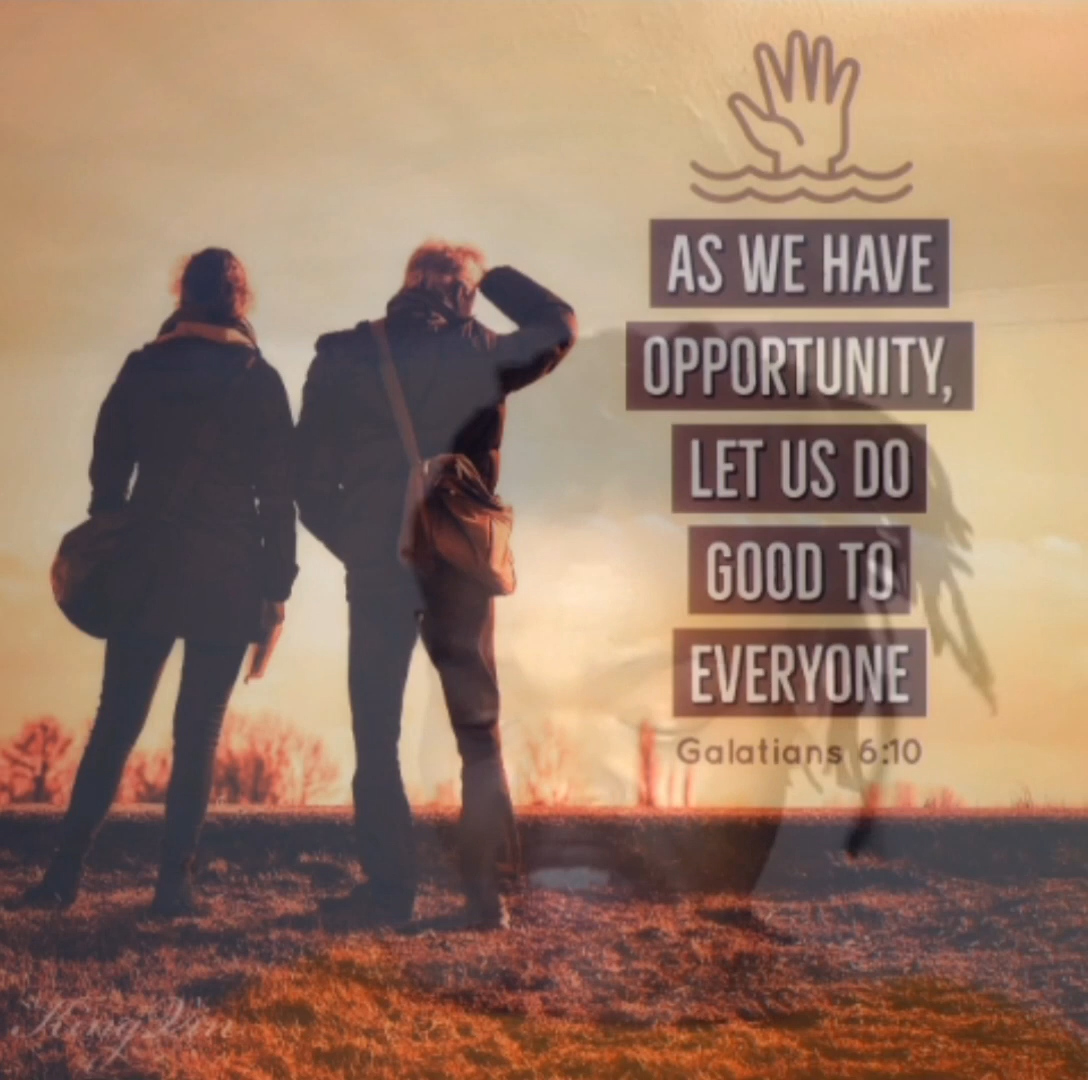 AS WE HAVE
OPPORTUNITY,
LET US DO
GOOD TO
EVERYONE
Galatians 6:10